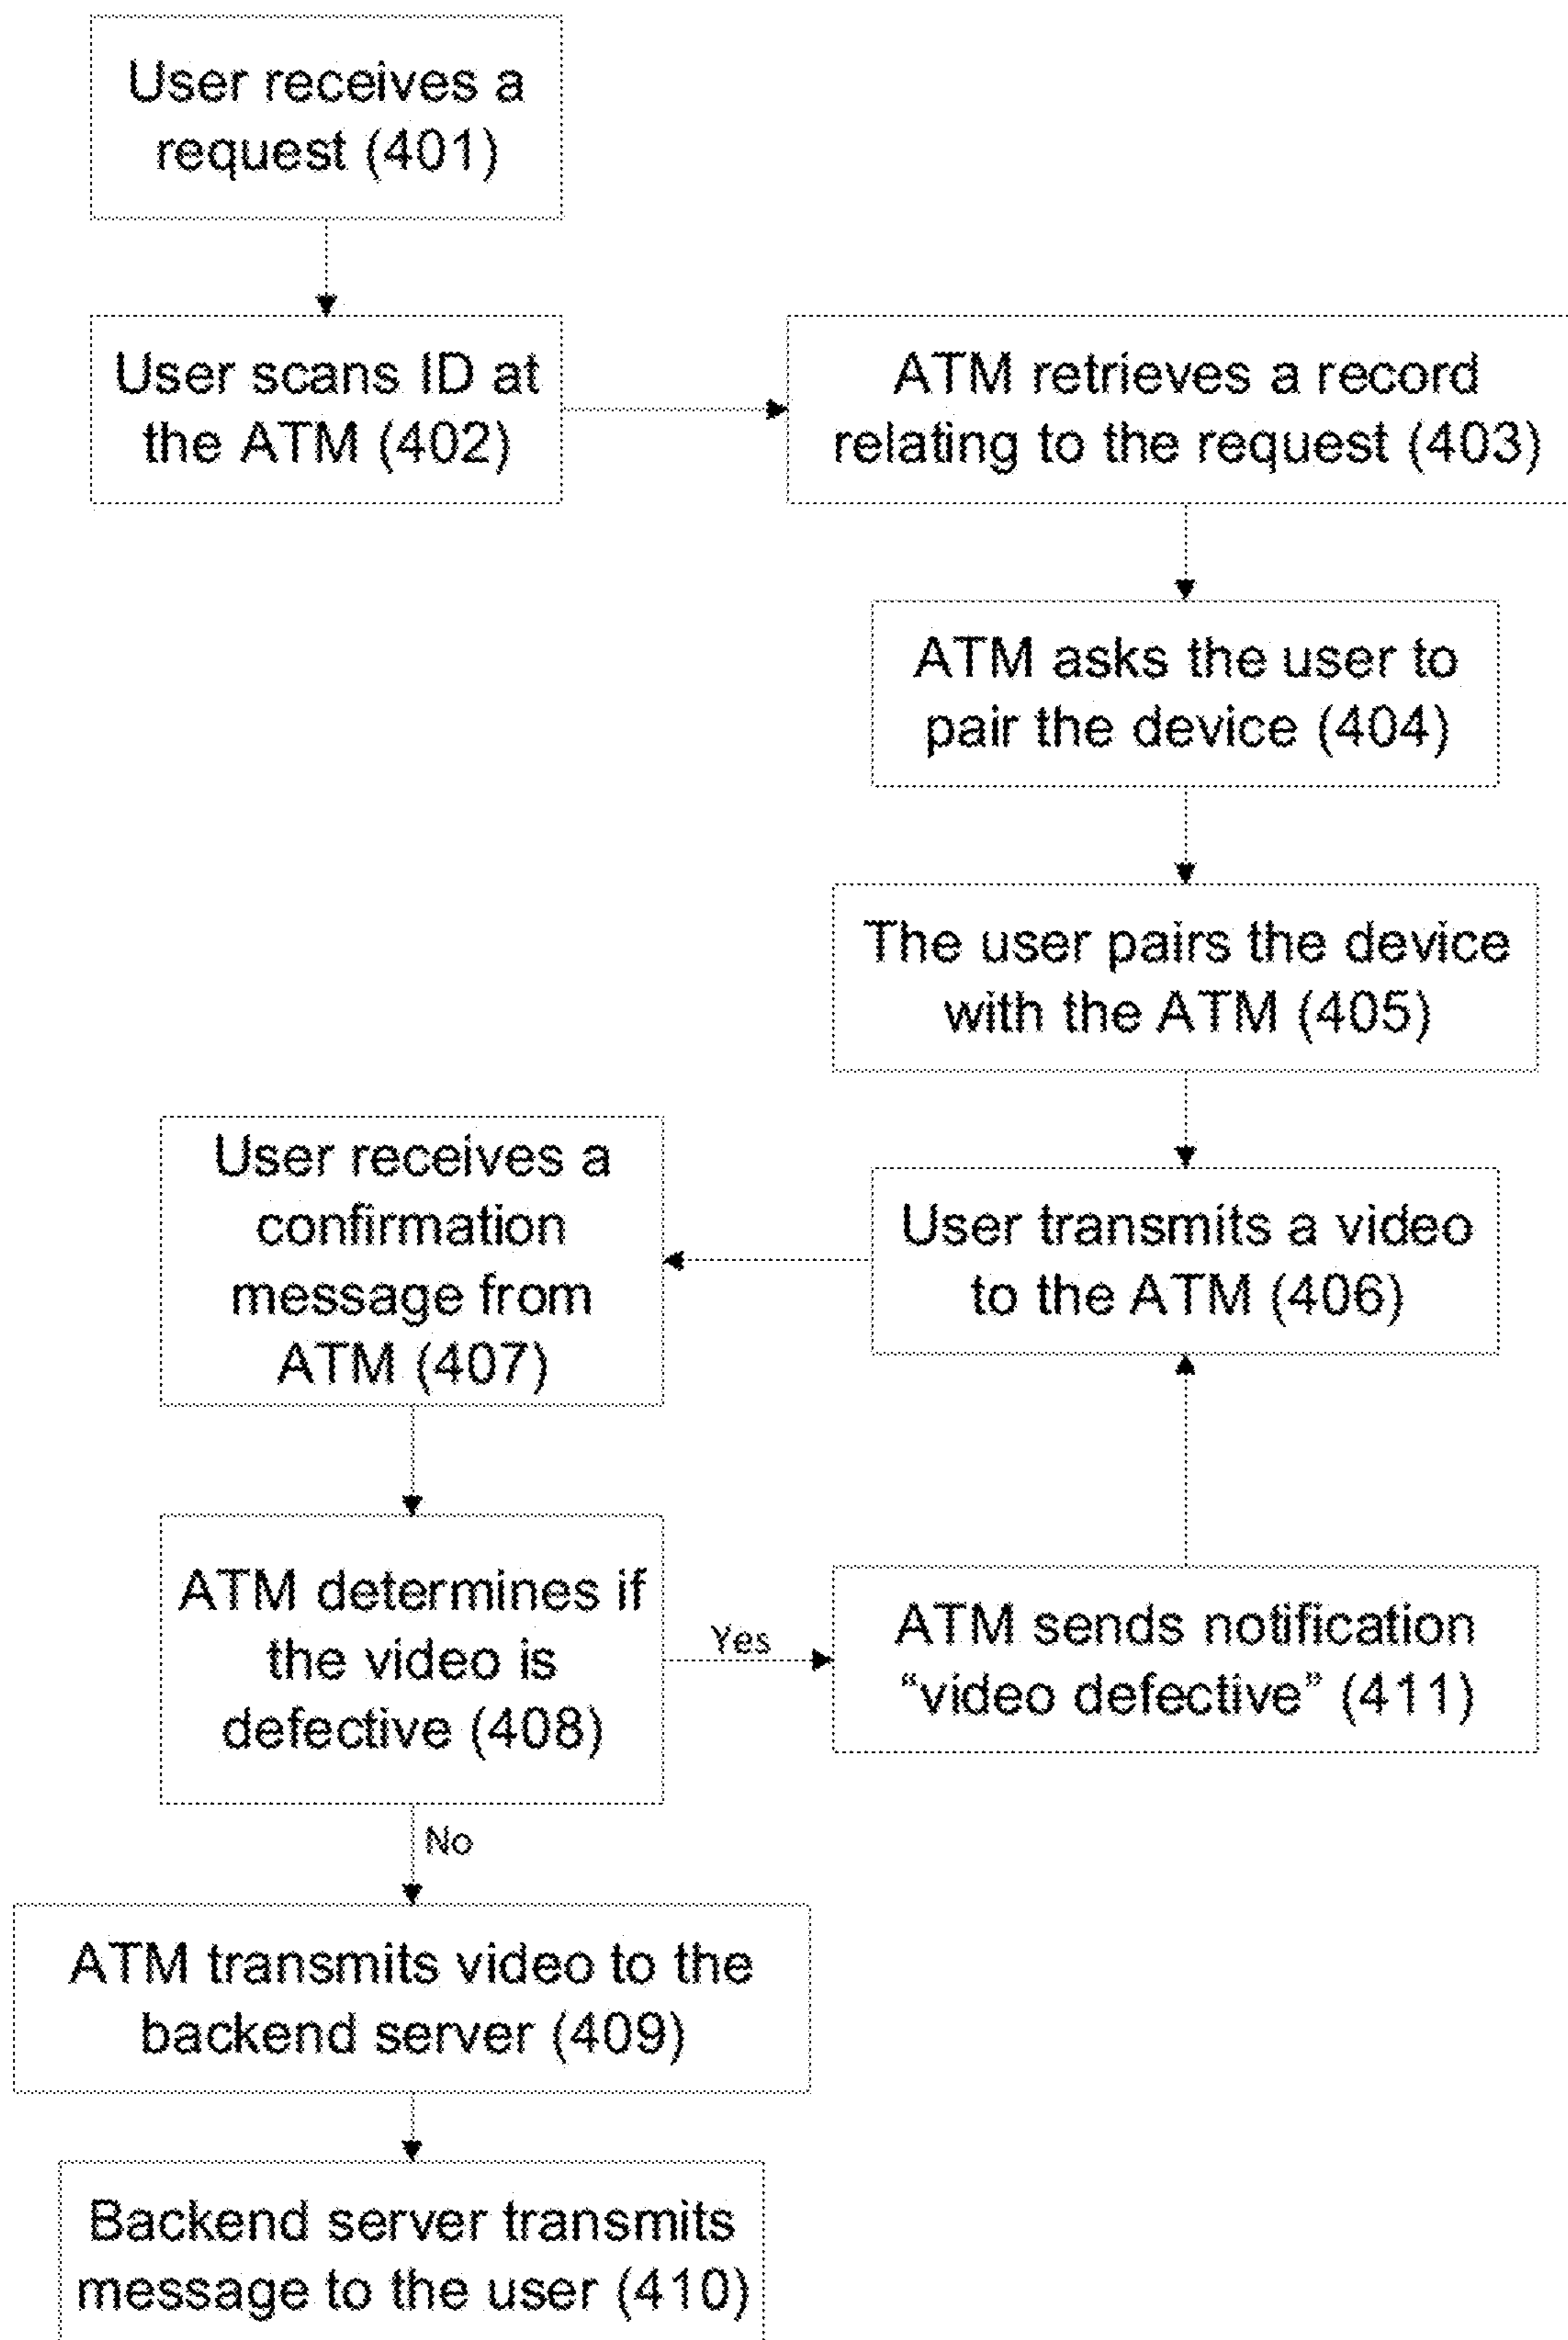 User receives a
request (401)
User scans ID at
the ATM (402)
ATM retrieves a record
relating to the request (403)
ATM asks the user to
pair the device (404)
The user pairs the device
with the ATM (405)
User transmits a video
to the ATM (406)
User receives a
confirmation
message from
ATM (407)
ATM determines if
the video is
defective (408)
Yes
ATM sends notification
“video defective” (411)
No
ATM transmits video to the
backend server (409)
Backend server transmits
message to the user (410)